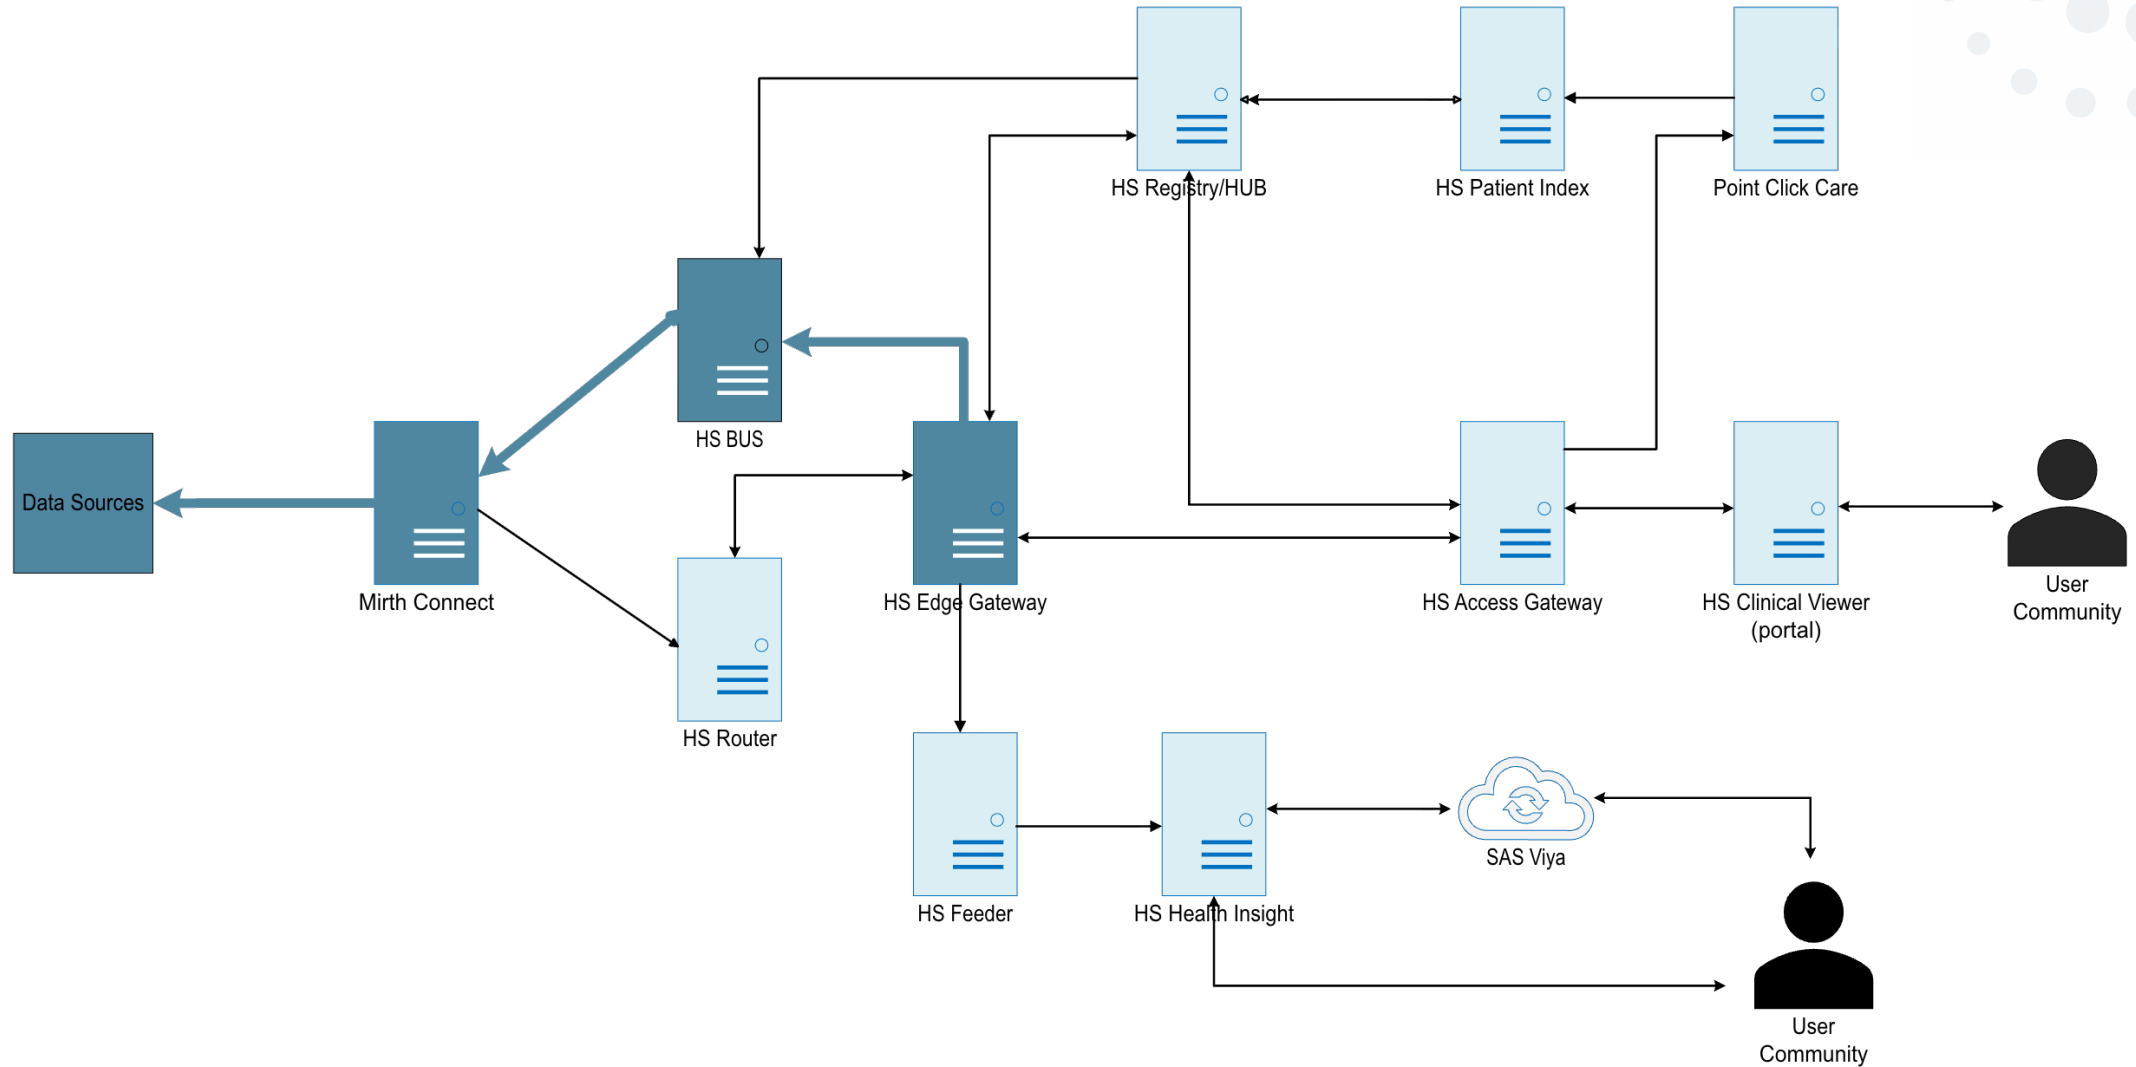 HS Registry/HUB
HS Patient Index
Point Click Care
HS BUS
Data Sources
Mirth Connect
HS Edge Gateway
HS Access Gateway
HS Clinical Viewer
(portal)
User
Community
HS Router
SAS Viya
HS Feeder
HS Health Insight
User
Community